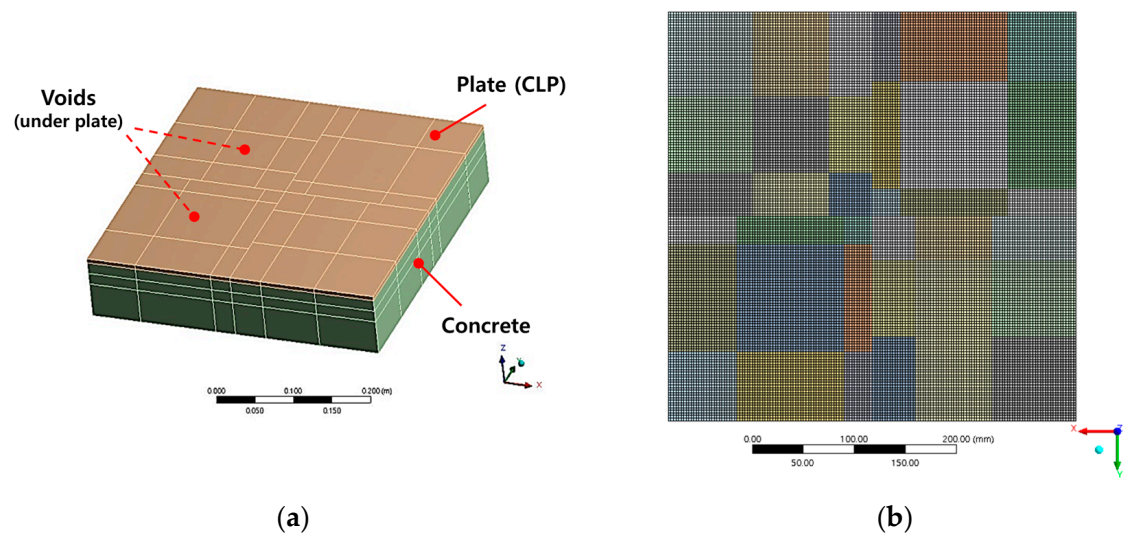 Voids
(under plate)
Plate (CLP)
Concrete
Z
Y
X
0.000
0.100
0.200 (m)
0.050
0.150
0.00
100.00
200.00 (mm)
50.00
150.00
X
Z
Y
(a)
(b)